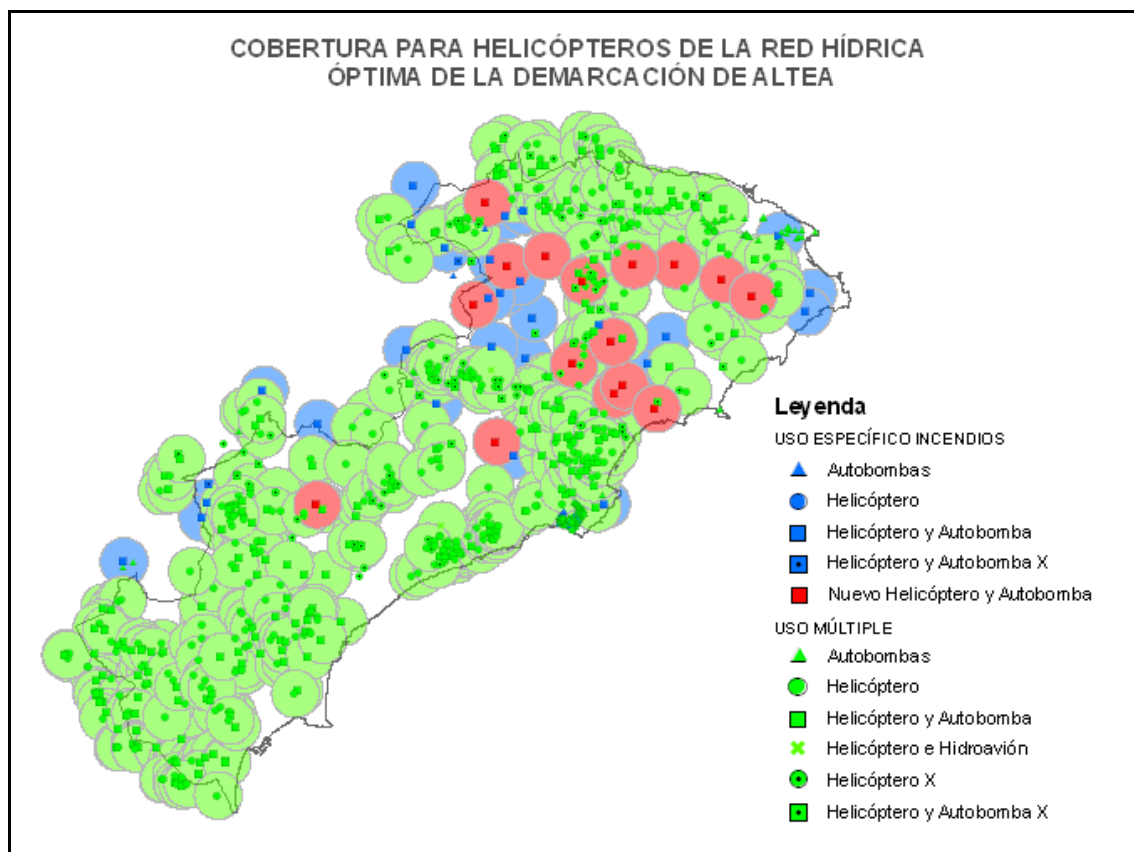 COBERTURA PARA HELICÓPTEROS DE LA RED HÍDRICA
ÓPTIMA DE LA DEMARCACIÓN DE ALTEA
Leyenda
USO ESPECÍFICO INCENDIOS
Autobombas
Helicóptero
Helicóptero y Autobomba
Helicóptero y Autobomba X
Nuevo Helicóptero y Autobomba
USO MÚLTIPLE
Autobombas
Helicóptero
Helicóptero y Autobomba
Helicóptero e Hidroavión
Helicóptero X
Helicóptero y Autobomba X